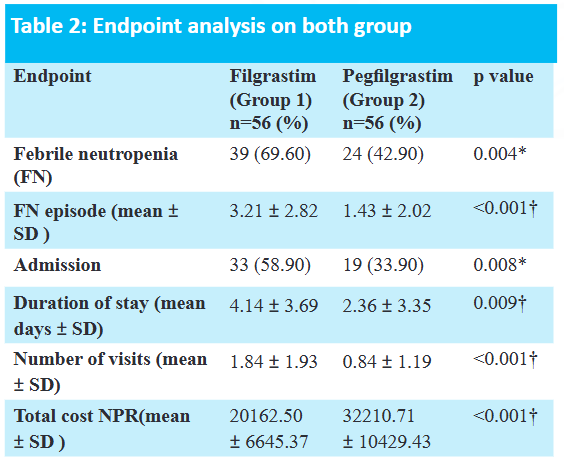 Table 2: Endpoint analysis on both group
Endpoint Filgrastim Pegfilgrastim p value
(Group 1) (Group 2)
n=56 (%) n=56 (%)
Febrile neutropenia 39 (69.60) 24 (42.90) 0.004*
(FN)
FN episode (mean ± 3.21 ± 2.82 1.43 ± 2.02 <0.001†
SD )
Admission 33 (58.90) 19 (33.90) 0.008*
Duration of stay (mean 4.14 ± 3.69 2.36 ± 3.35 0.009†
days ± SD)
Number of visits (mean 1.84 ± 1.93 0.84 ± 1.19 <0.001†
± SD)
Total cost NPR(mean 20162.50 32210.71 <0.001†
± SD ) ± 6645.37 ± 10429.43